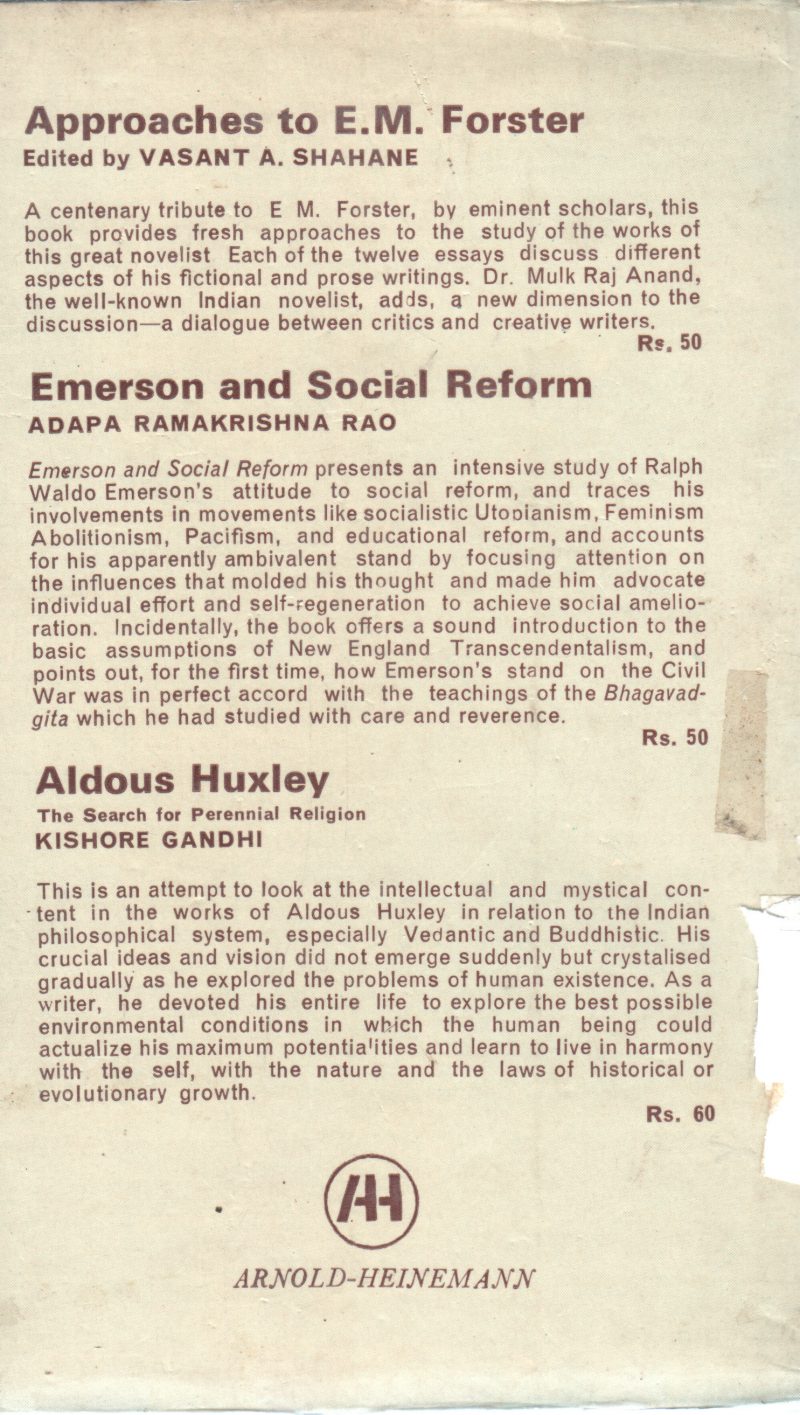 Approaches to E.M. Forster
Edited by VASANT A. SHAHANE
A centenary tribute to E M. Forster, by eminent scholars, this
book provides fresh approaches to the study of the works of
this great novelist Each of the twelve essays discuss different
aspects of his fictional and prose writings. Dr. Mulk Raj Anand,
the well-known Indian novelist, adds, a new dimension to the
discussion—a dialogue between critics and creative writers.
Rs. 50
Emerson and Social Reform
ADAPA RAMAKRISHNA RAO
Emerson and Social Reform presents an intensive study of Ralph
Waldo Emerson's attitude to social reform, and traces his
involvements in movements like socialistic Utopianism, Feminism
Abolitionism, Pacifism, and educational reform, and accounts
for his apparently ambivalent stand by focusing attention on
the influences that molded his thought and made him advocate
individual effort and self-regeneration to achieve social amelio-
ration. Incidentally, the book offers a sound introduction to the
basic assumptions of New England Transcendentalism, and
points out, for the first time, how Emerson's stand on the Civil
War was in perfect accord with the teachings of the Bhagavad-
gita which he had studied with care and reverence.
Rs. 50
Aldous Huxley
The Search for Perennial Religion
KISHORE GANDHI
This is an attempt to look at the intellectual and mystical con-
tent in the works of Aldous Huxley in relation to the Indian
philosophical system, especially Vedantic and Buddhistic. His
crucial ideas and vision did not emerge suddenly but crystalised
gradually as he explored the problems of human existence. As a
writer, he devoted his entire life to explore the best possible
environmental conditions in which the human being could
actualize his maximum potentialities and learn to live in harmony
with the self, with the nature and the laws of historical or
evolutionary growth.
Rs. 60
AH
ARNOLD-HEINEMANN